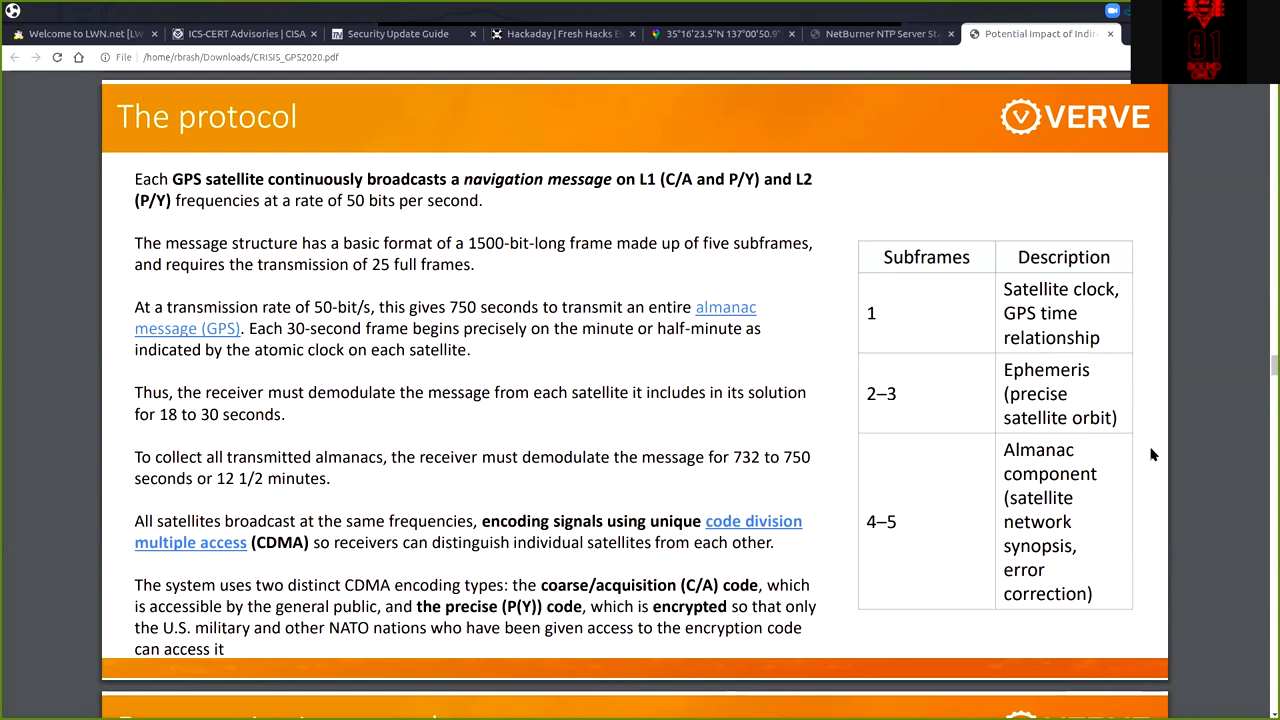 Welcome to LWN.net [LW
ICS-CERT Advisories | CISA
Security Update Guide
Hackaday | Fresh Hacks E
35°16'23.5"N 137°00'50.9"
NetBurner NTP Server St
Potential Impact of Indire
File
/home/rbrash/Downloads/CRISIS_GPS2020.pdf
01
BOUND
ONLY
The protocol
VERVE
Each GPS satellite continuously broadcasts a navigation message on L1 (C/A and P/Y) and L2
(P/Y) frequencies at a rate of 50 bits per second.
The message structure has a basic format of a 1500-bit-long frame made up of five subframes,
and requires the transmission of 25 full frames.
At a transmission rate of 50-bit/s, this gives 750 seconds to transmit an entire almanac
message (GPS). Each 30-second frame begins precisely on the minute or half-minute as
indicated by the atomic clock on each satellite.
Thus, the receiver must demodulate the message from each satellite it includes in its solution
for 18 to 30 seconds.
To collect all transmitted almanacs, the receiver must demodulate the message for 732 to 750
seconds or 12 1/2 minutes.
All satellites broadcast at the same frequencies, encoding signals using unique code division
multiple access (CDMA) so receivers can distinguish individual satellites from each other.
The system uses two distinct CDMA encoding types: the coarse/acquisition (C/A) code, which
is accessible by the general public, and the precise (P(Y)) code, which is encrypted so that only
the U.S. military and other NATO nations who have been given access to the encryption code
can access it
Subframes
Description
1
Satellite clock,
GPS time
relationship
2–3
Ephemeris
(precise
satellite orbit)
4–5
Almanac
component
(satellite
network
synopsis,
error
correction)